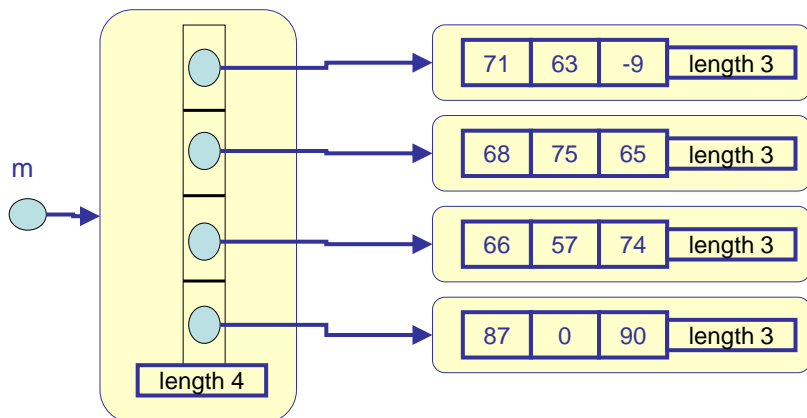 71 63 -9 length 3
68 75 65 length 3
m
66 57 74 length 3
87 0 90 length 3
length 4